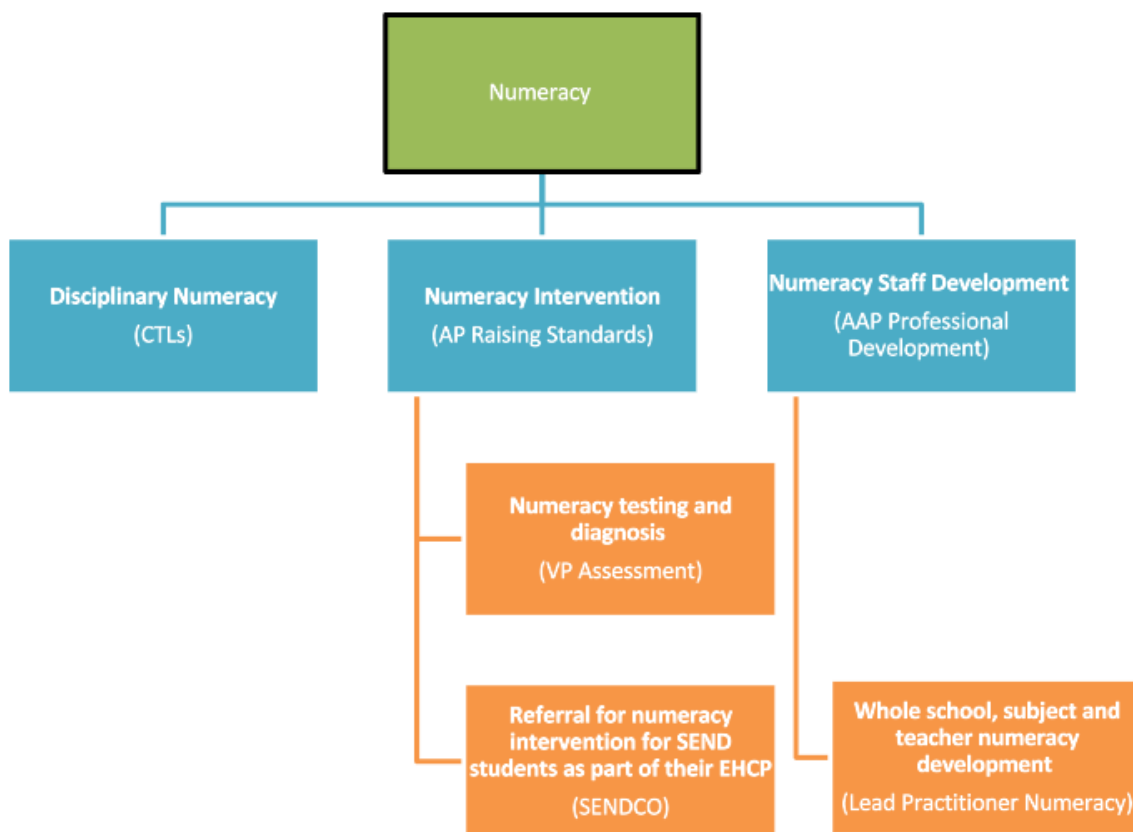 Numeracy
Disciplinary Numeracy
(CTLs)
Numeracy Intervention
(AP Raising Standards)
Numeracy Staff Development
(AAP Professional
Development)
Numeracy testing and
diagnosis
(VP Assessment)
Referral for numeracy
intervention for SEND
students as part of their EHCP
(SENDCO)
Whole school, subject and
teacher numeracy
development
(Lead Practitioner Numeracy)